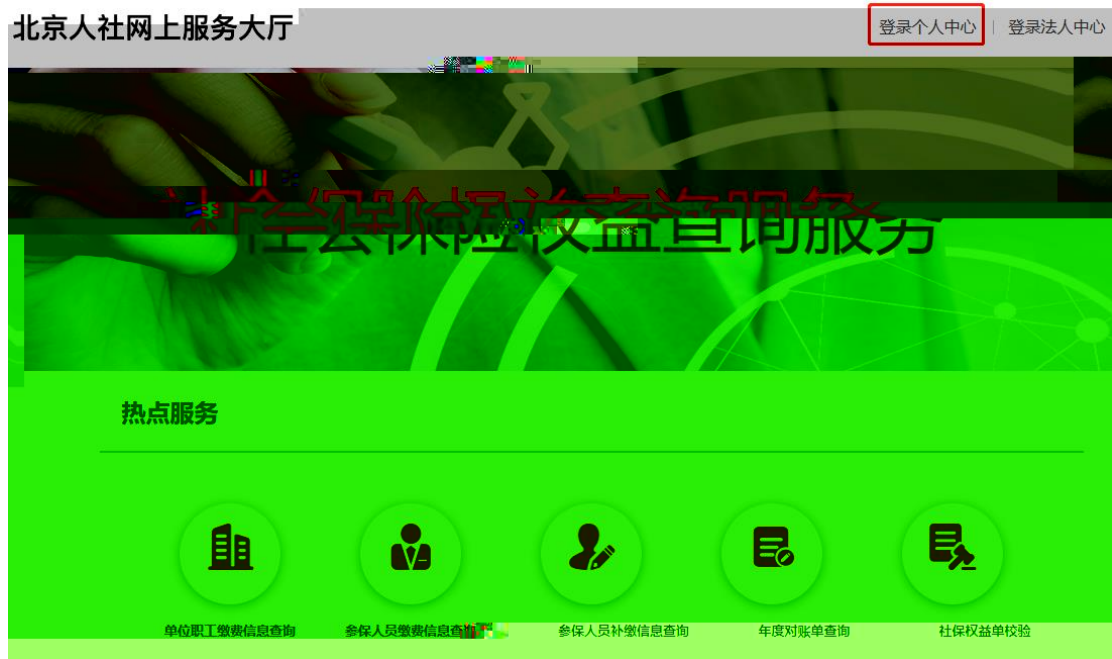 北京人社网上服务大厅
登录个人中心 | 登录法人中心
社会保险权益查询服务
热点服务
单位职工缴费信息查询 参保人员缴费信息查询 参保人员补缴信息查询 年度对账单查询 社保权益单校验